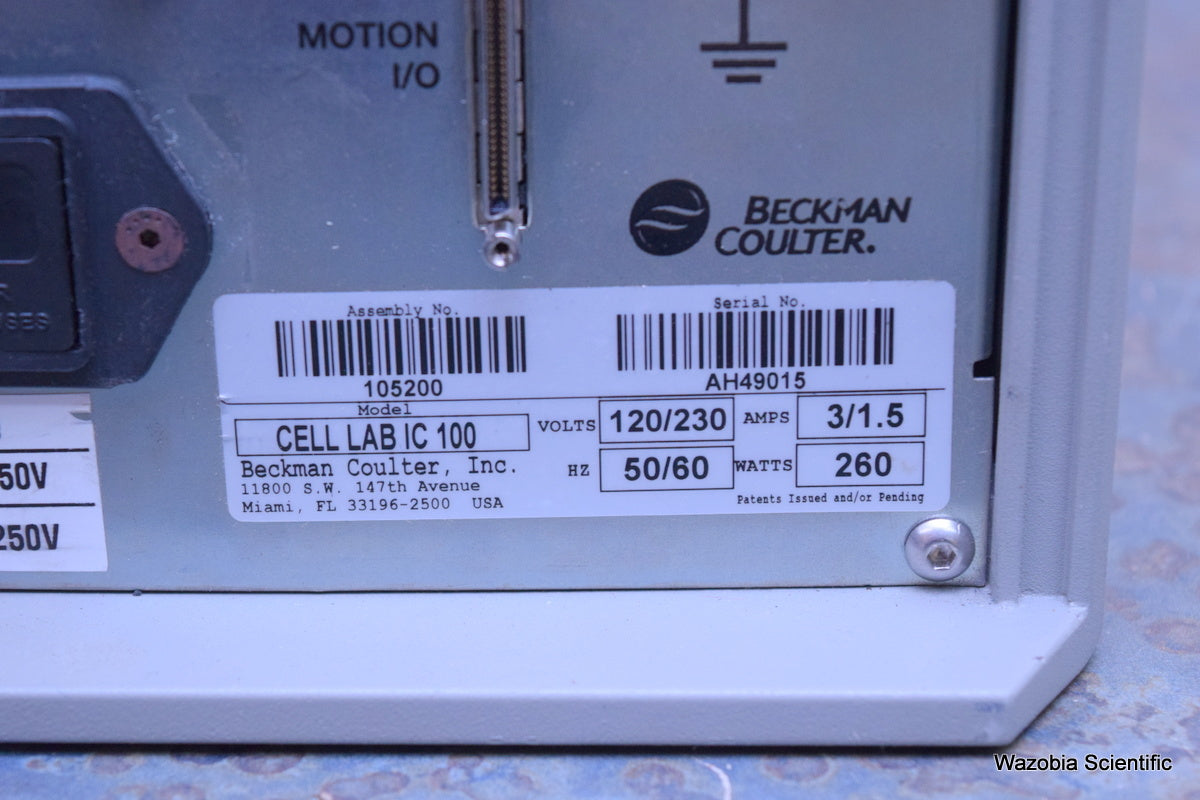 MOTION
I/O
BECKMAN
COULTER.
Assembly No.
105200
Serial No.
AH49015
Model
CELL LAB IC 100
VOLTS 120/230 AMPS 3/1.5
HZ 50/60 WATTS 260
Beckman Coulter, Inc.
11800 S.W. 147th Avenue
Miami, FL 33196-2500 USA
Patents Issued and/or Pending
50V
250V
Wazobia Scientific